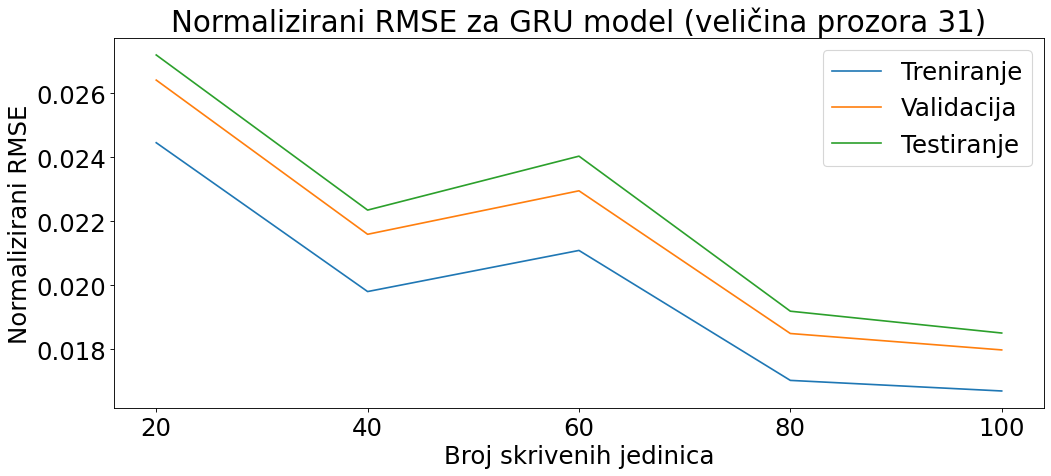 Normalizirani RMSE za GRU model (veličina prozora 31)
Treniranje
Validacija
Testiranje
Normalizirani RMSE
0.026
0.024
0.022
0.020
0.018
20 40 60 80 100
Broj skrivenih jedinica